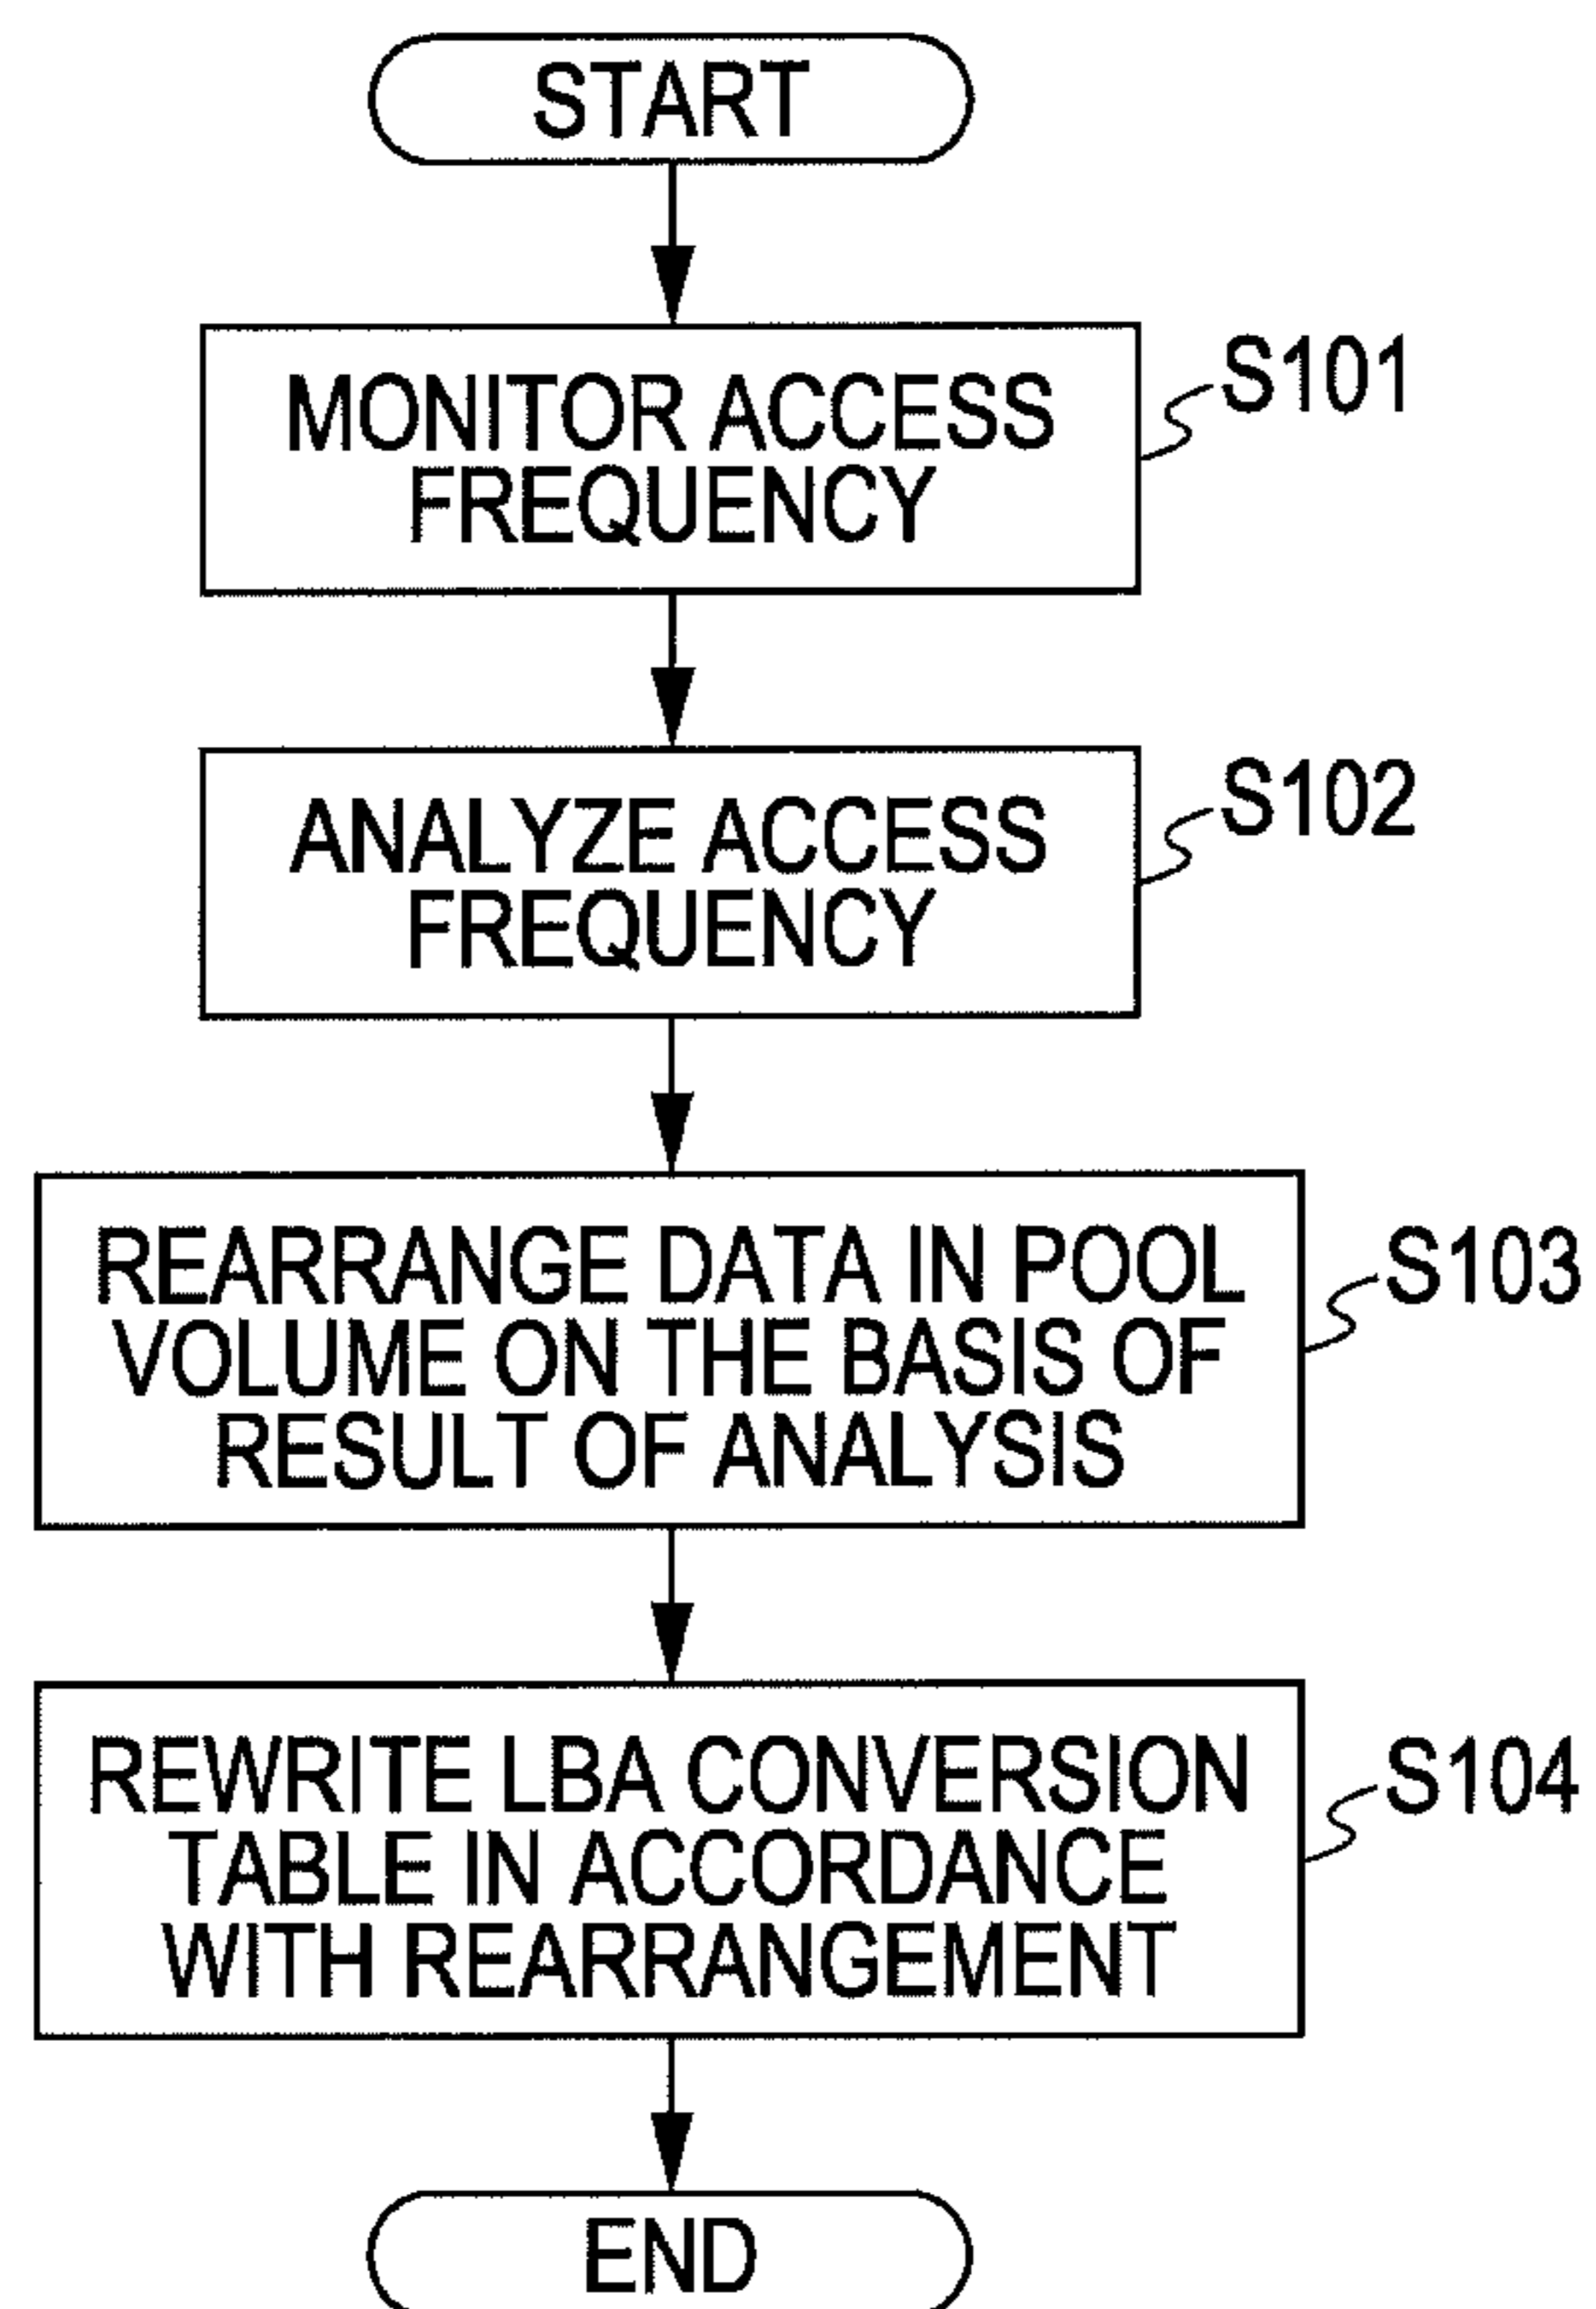 START
MONITOR ACCESS
FREQUENCY
S101
ANALYZE ACCESS
FREQUENCY
S102
REARRANGE DATA IN POOL
VOLUME ON THE BASIS OF
RESULT OF ANALYSIS
S103
REWRITE LBA CONVERSION
TABLE IN ACCORDANCE
WITH REARRANGEMENT
S104
END